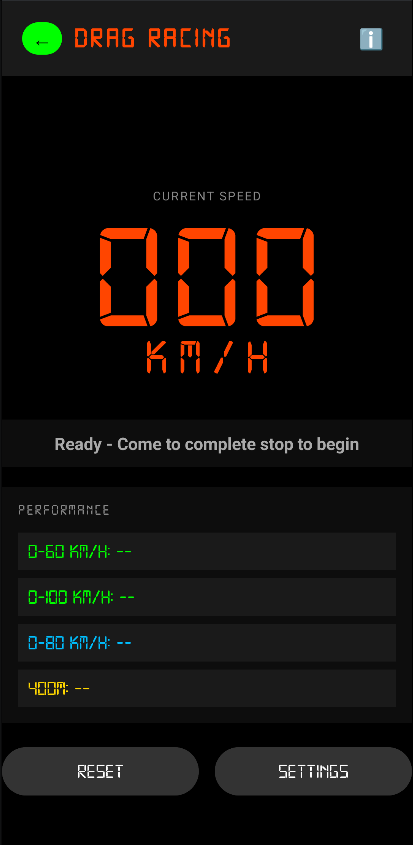 ← DRAG RACING ℹ️
CURRENT SPEED
000
KM/H
Ready - Come to complete stop to begin
PERFORMANCE
0-60 KM/H: --
0-100 KM/H: --
0-80 KM/H: --
400M: --
RESET SETTINGS